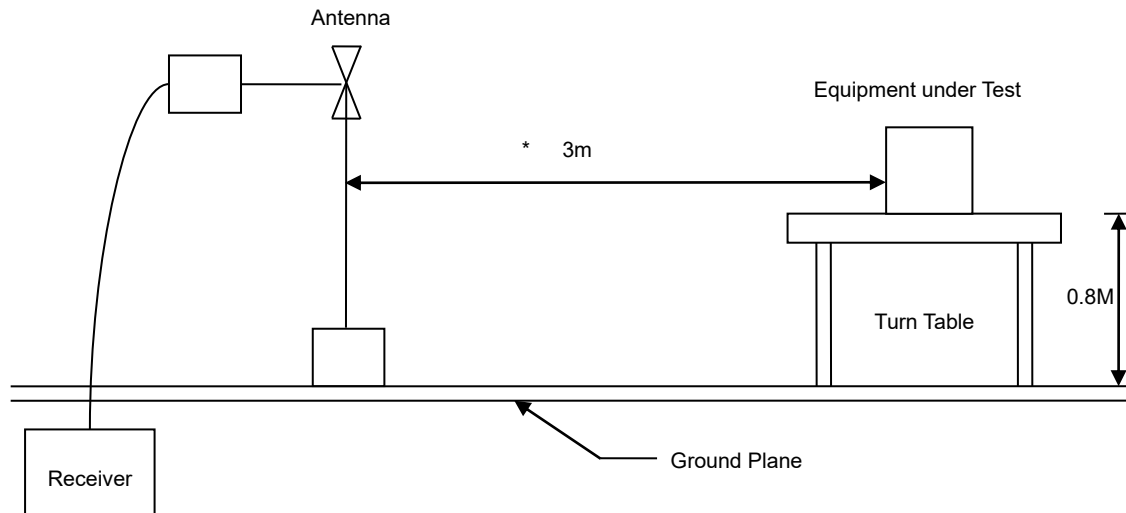 Antenna
Equipment under Test
* 3m
0.8M
Turn Table
Ground Plane
Receiver